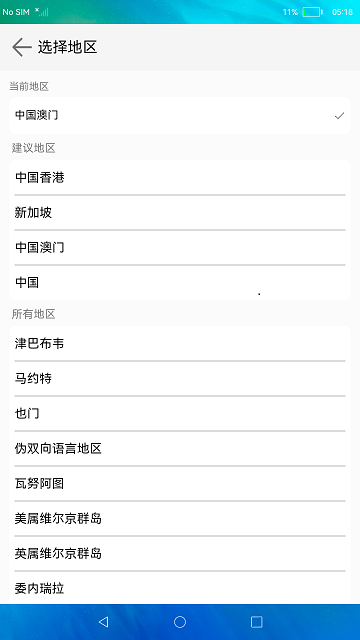 No SIM
11%
05:18
选择地区
当前地区
中国澳门
建议地区
中国香港
新加坡
中国澳门
中国
所有地区
津巴布韦
马约特
也门
伪双向语言地区
瓦努阿图
美属维尔京群岛
英属维尔京群岛
委内瑞拉